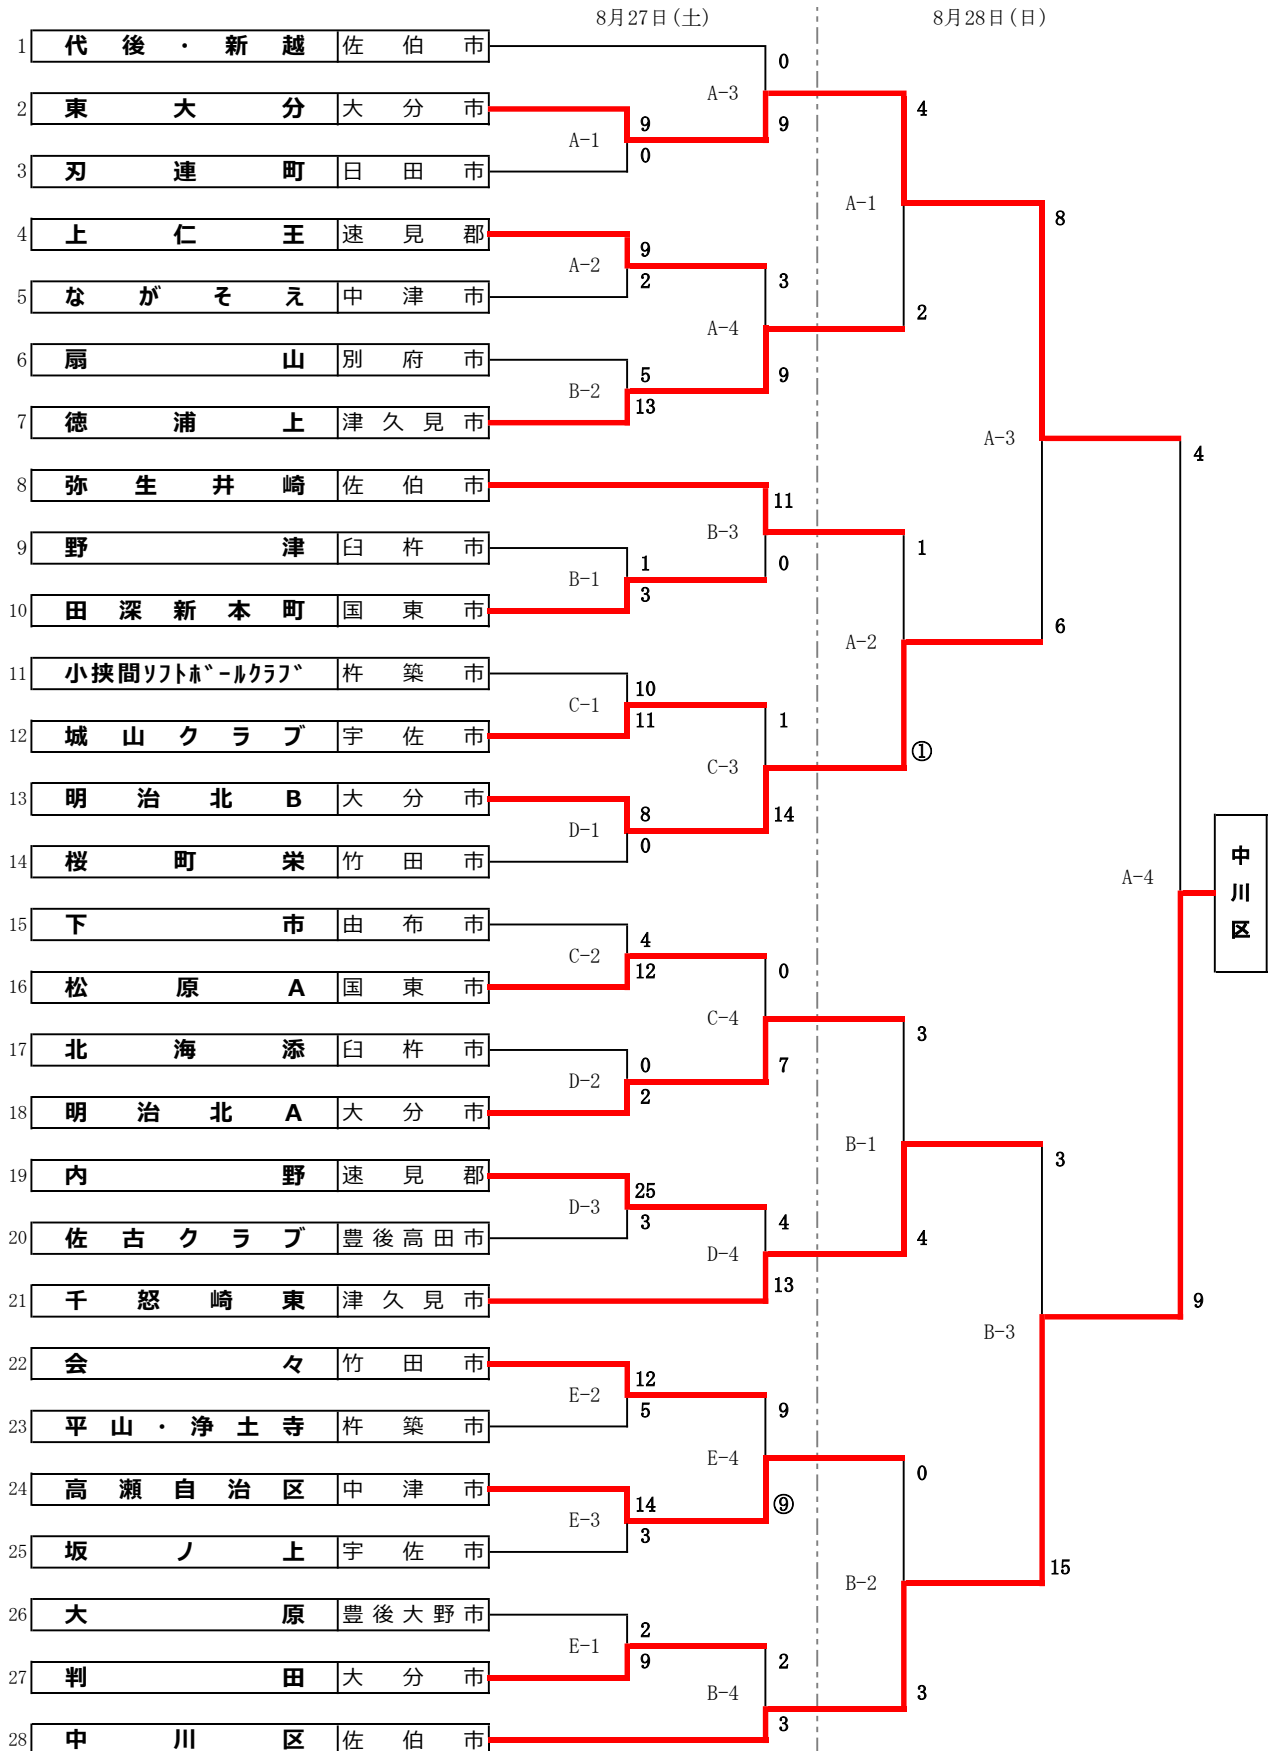 8月27日(土) 8月28日(日)
1 代後・新越 佐伯市
0
A-3
2 東大分 大分市
9 9 4
A-1
0
3 刃連町 日田市
A-1
8
4 上仁王 速見郡
9
A-2
2 3
5 ながそえ 中津市
2
A-4
6 扇山 別府市
5 9
B-2
13
7 徳浦上 津久見市
A-3
4
8 弥生井崎 佐伯市
11
B-3
9 野津 臼杵市
1 0 1
B-1
3
10 田深新本町 国東市
6
A-2
11 小挟間ソフトボールクラブ 杵築市
10
C-1
11 1
12 城山クラブ 宇佐市
①
C-3
13 明治北B 大分市
8 14
D-1
0
14 桜町栄 竹田市
中川区
A-4
15 下市 由布市
4
C-2
12 0
16 松原A 国東市
C-4
3
17 北海添 臼杵市
0 7
D-2
2
18 明治北A 大分市
B-1
3
19 内野 速見郡
25
D-3
3 4
20 佐古クラブ 豊後高田市
4
D-4
13
21 千怒崎東 津久見市
9
B-3
22 会々 竹田市
12
E-2
5 9
23 平山・浄土寺 杵築市
E-4
0
24 高瀬自治区 中津市
14 ⑨
E-3
3
25 坂ノ上 宇佐市
15
B-2
26 大原 豊後大野市
2
E-1
9 2
27 判田 大分市
B-4
3
3
28 中川区 佐伯市